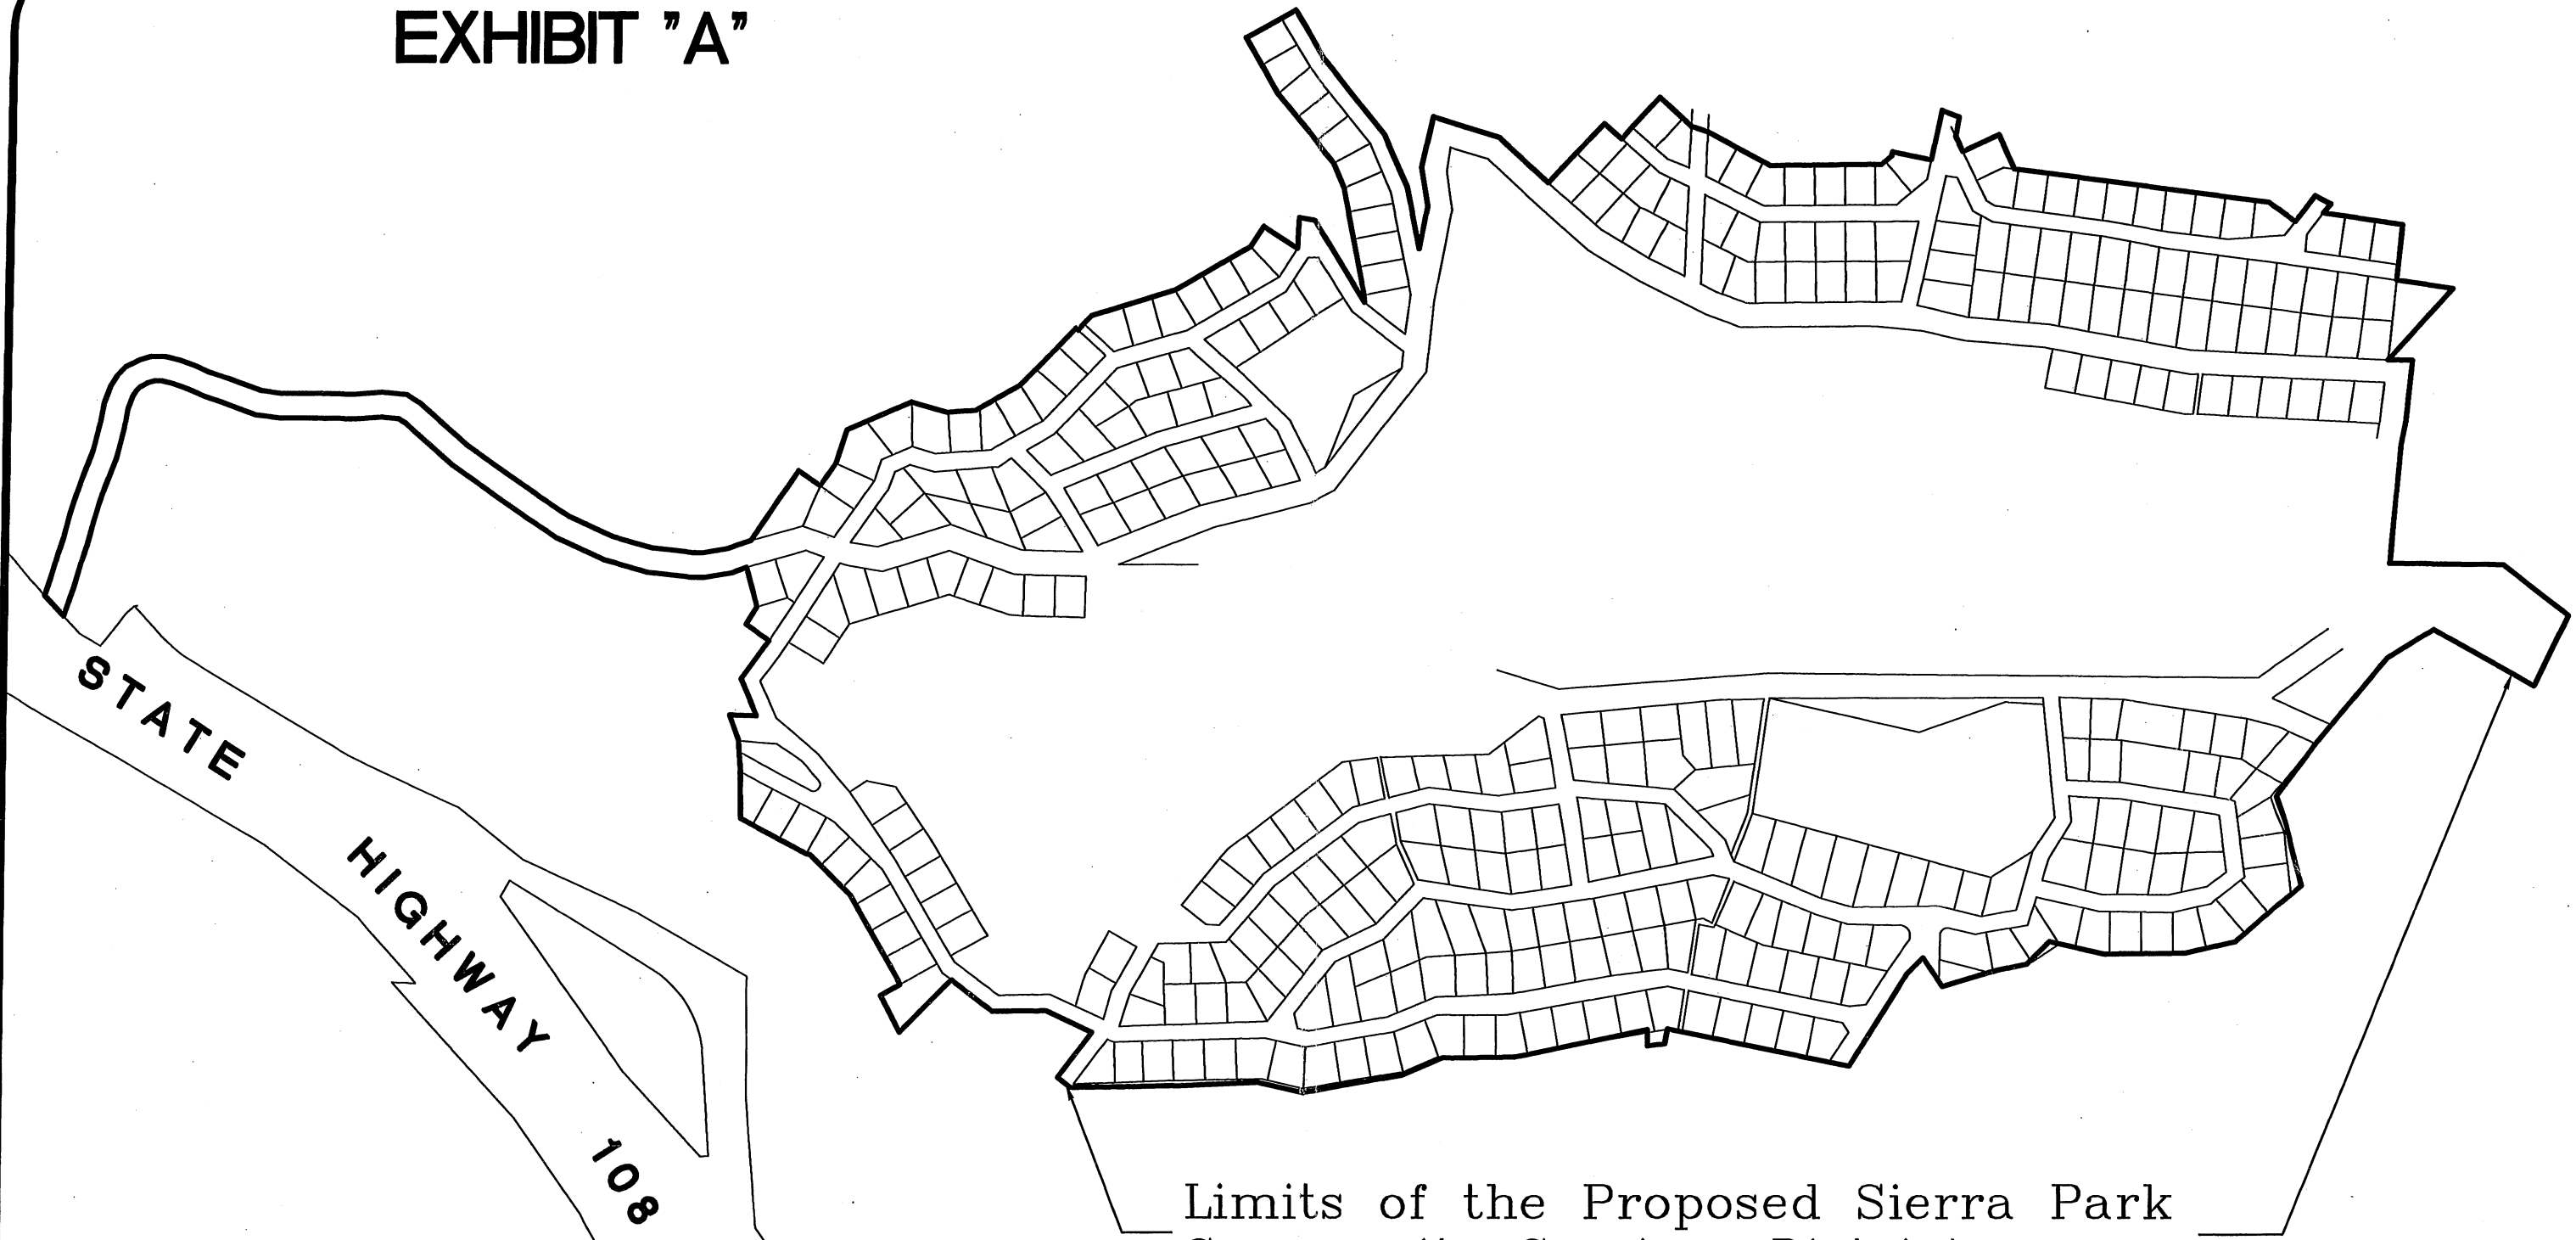 EXHIBIT "A"
STATE HIGHWAY 108
Limits of the Proposed Sierra Park